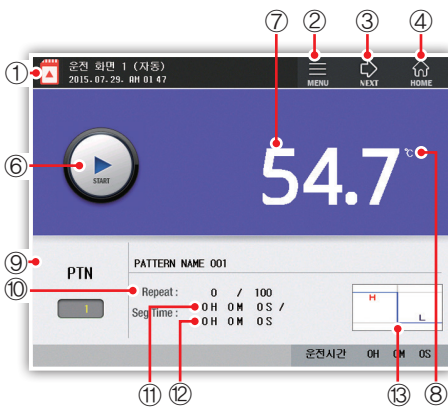 ⑦ ② ③ ④
① 운전 화면 1 (자동)
2015.07.29. AM 01 47
MENU NEXT HOME
⑥ START
54.7 ℃
⑨ PTN
1
PATTERN NAME 001
⑩ Repeat : 0 / 100
Seg Time : 0H 0M 0S /
0H 0M 0S
H
L
운전시간 0H 0M 0S
⑪ ⑫ ⑬ ⑧